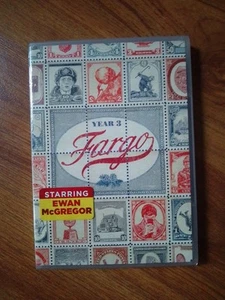 YEAR 3
Fargo
STARRING
EWAN
McGREGOR